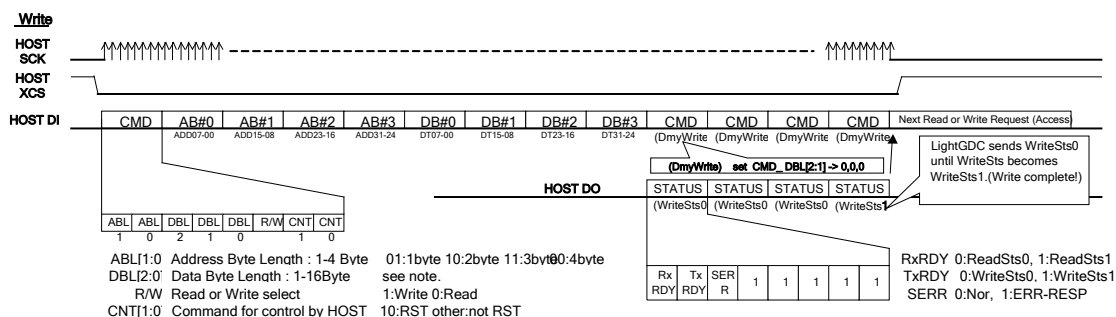 Write
HOST SCK
HOST XCS
HOST DI
CMD AB#0 AB#1 AB#2 AB#3 DB#0 DB#1 DB#2 DB#3 CMD CMD CMD CMD Next Read or Write Request (Access)
ADD07-00 ADD15-08 ADD23-16 ADD31-24 DT07-00 DT15-08 DT23-16 DT31-24 (DmyWrite (DmyWrite (DmyWrite (DmyWrite
(DmyWrite) set CMD_DBL[2:1] -> 0,0,0
LightGDC sends WriteSts0
until WriteSts becomes
WriteSts1.(Write complete!)
HOST DO
STATUS STATUS STATUS STATUS
(WriteSts0 (WriteSts0 (WriteSts0 (WriteSts1
ABL ABL DBL DBL DBL R/W CNT CNT
1 0 2 1 0 1 0
Rx RDY Tx RDY SER R 1 1 1 1 1
ABL[1:0 Address Byte Length : 1-4 Byte 01:1byte 10:2byte 11:3byte 00:4byte
DBL[2:0 Data Byte Length : 1-16Byte see note.
R/W Read or Write select 1:Write 0:Read
CNT[1:0 Command for control by HOST 10:RST other:not RST
RxRDY 0:ReadSts0, 1:ReadSts1
TxRDY 0:WriteSts0, 1:WriteSts1
SERR 0:Nor, 1:ERR-RESP